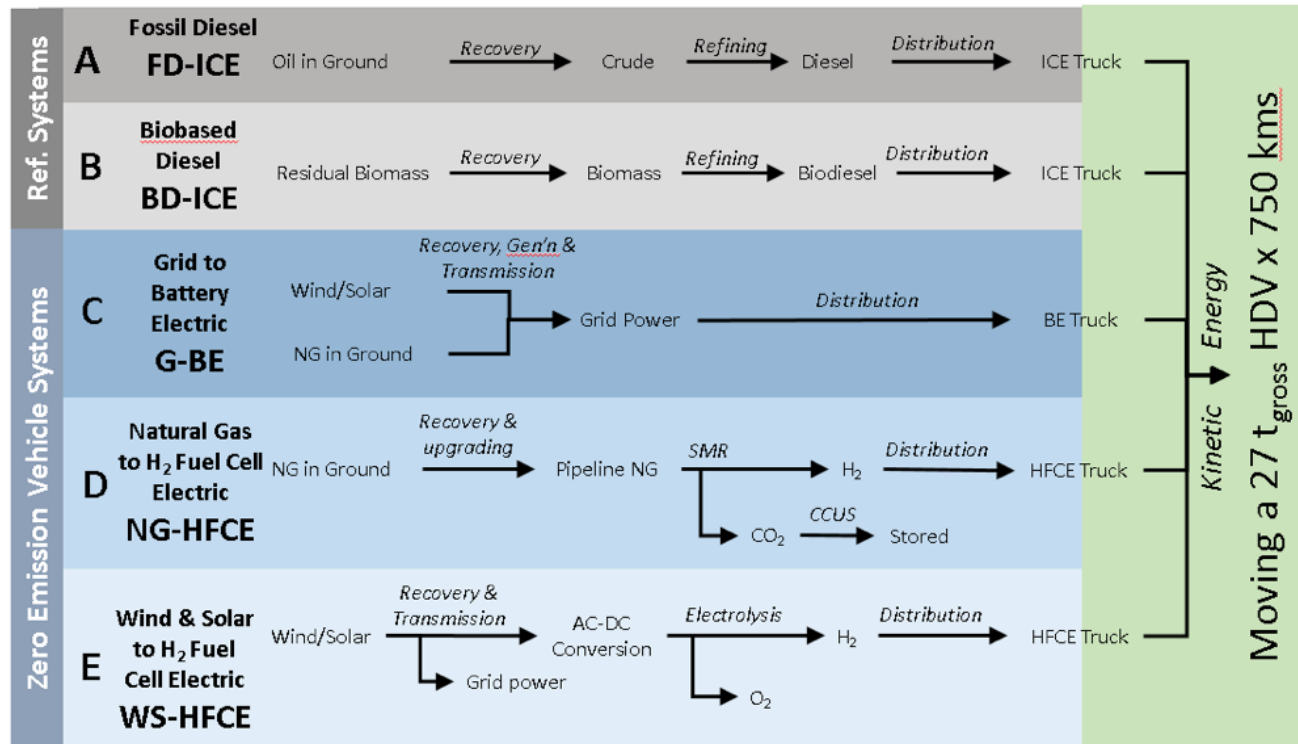 Ref. Systems
A
Fossil Diesel
FD-ICE
Oil in Ground
Recovery
Crude
Refining
Diesel
Distribution
ICE Truck
B
Biobased
Diesel
BD-ICE
Residual Biomass
Recovery
Biomass
Refining
Biodiesel
Distribution
ICE Truck
Zero Emission Vehicle Systems
C
Grid to
Battery
Electric
G-BE
Wind/Solar
NG in Ground
Recovery, Gen'n &
Transmission
Grid Power
Distribution
BE Truck
D
Natural Gas
to H₂ Fuel Cell
Electric
NG-HFCE
NG in Ground
Recovery &
upgrading
Pipeline NG
SMR
H₂
Distribution
HFCE Truck
CO₂
CCUS
Stored
E
Wind & Solar
to H₂ Fuel
Cell Electric
WS-HFCE
Wind/Solar
Recovery &
Transmission
Grid power
AC-DC
Conversion
Electrolysis
H₂
O₂
Distribution
HFCE Truck
Kinetic Energy
Moving a 27 tgross HDV x 750 kms